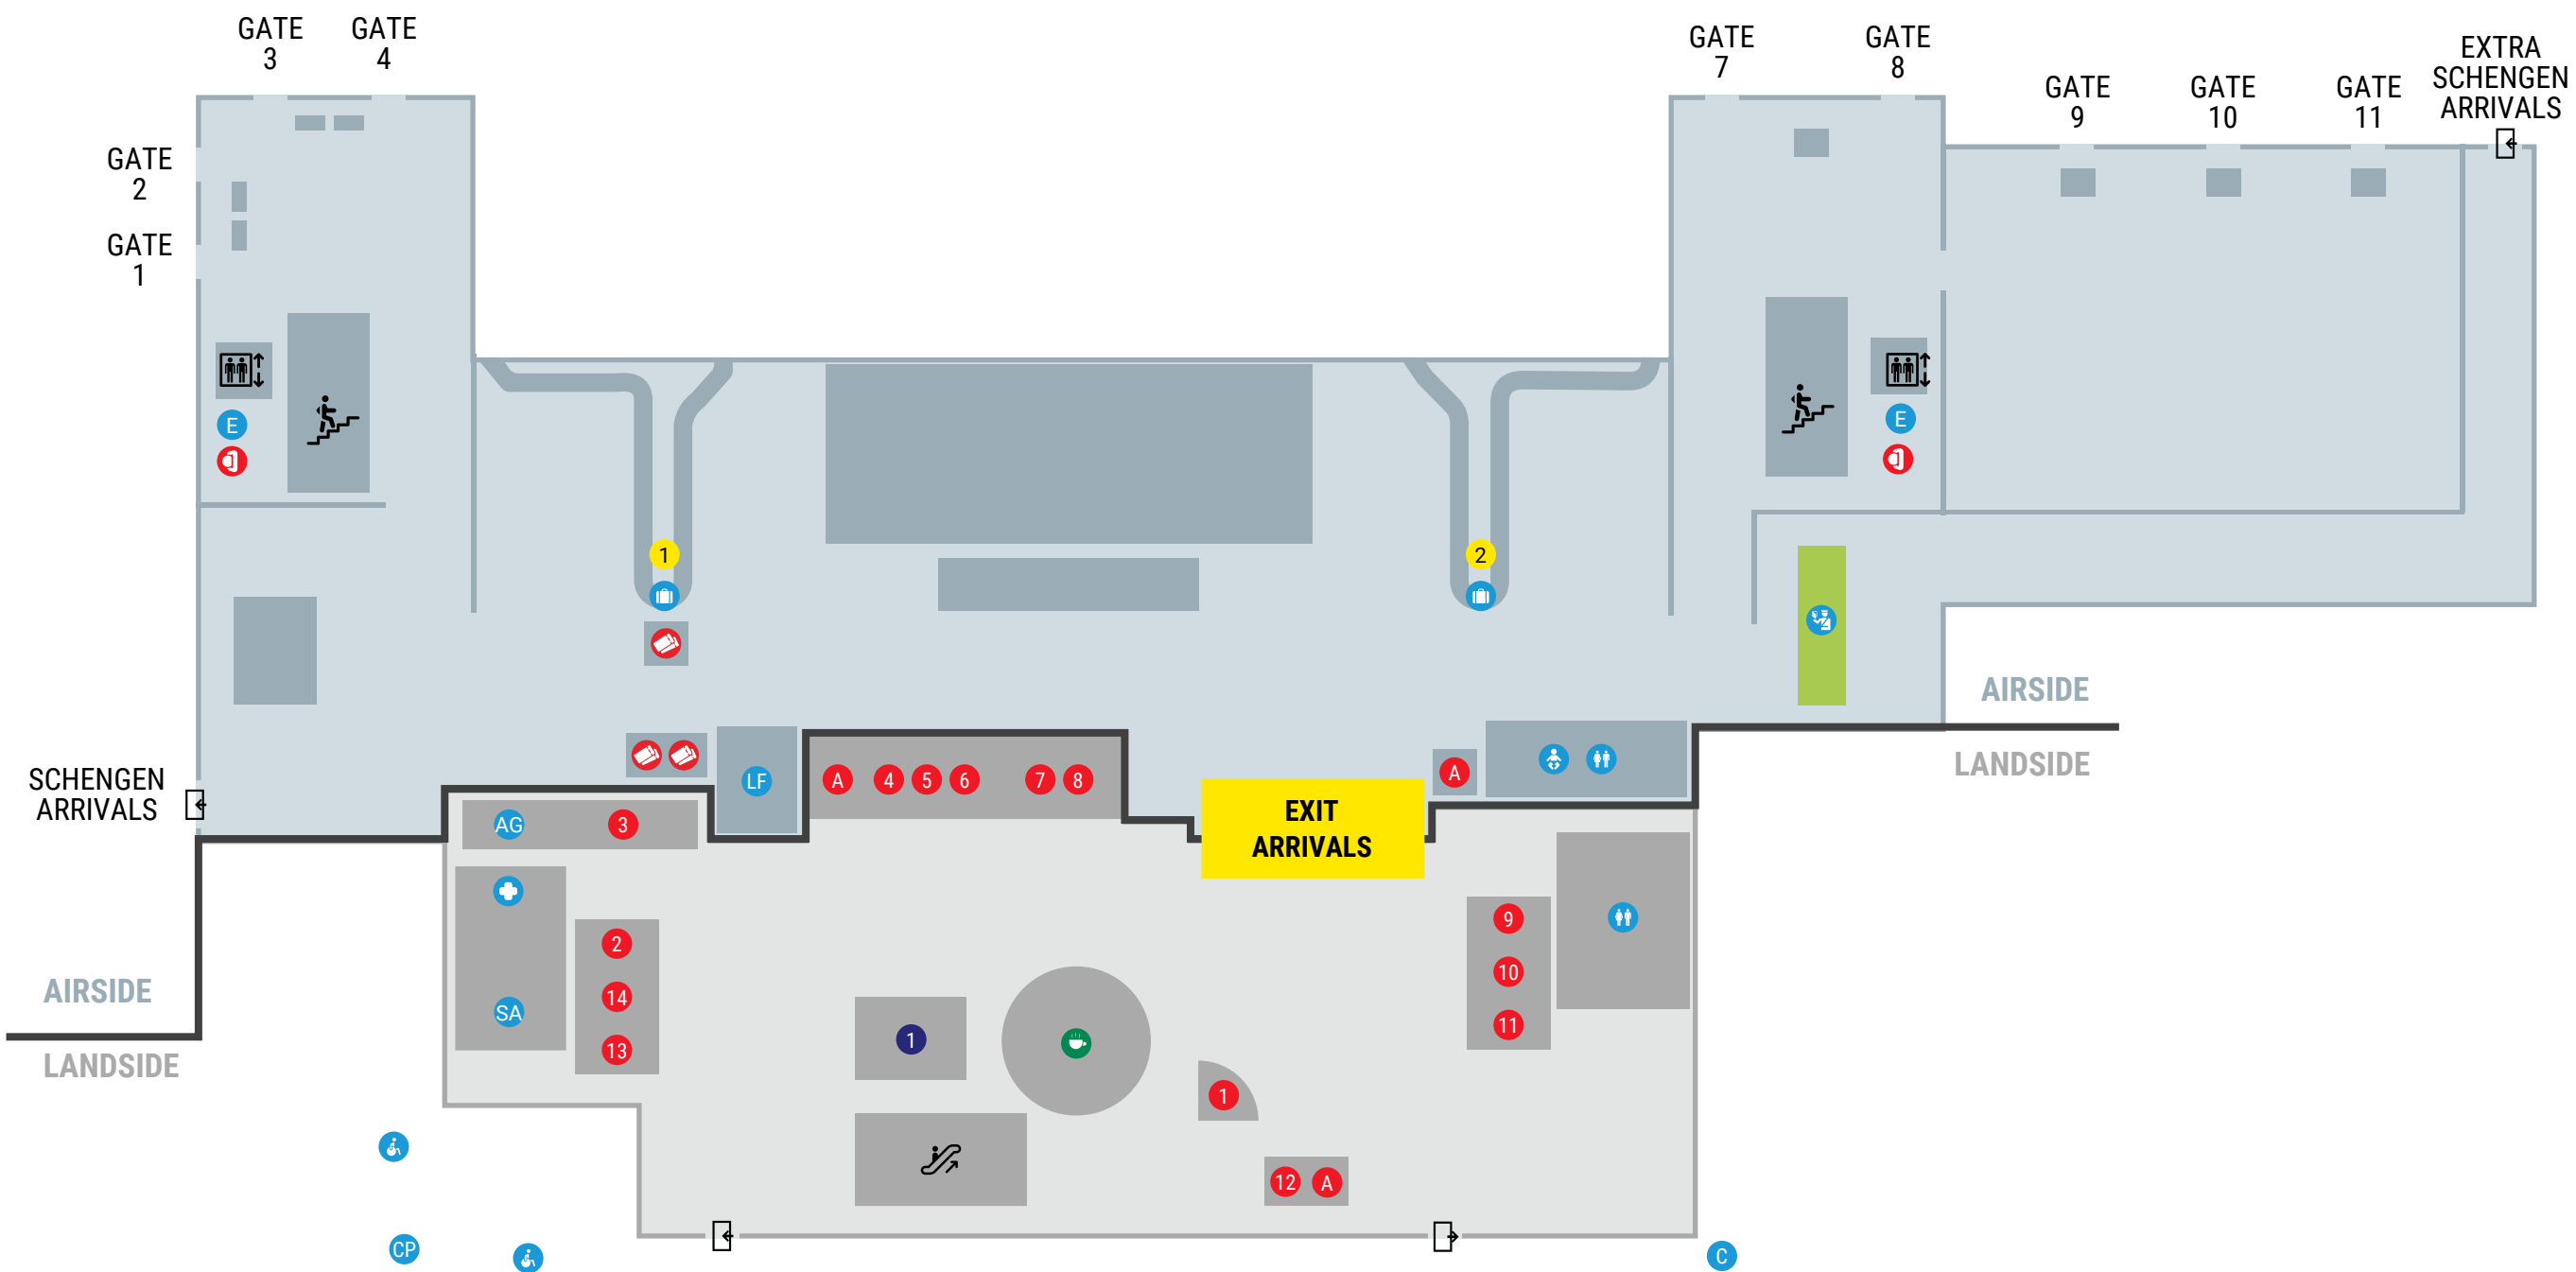 GATE
3
GATE
4
GATE
7
GATE
8
EXTRA
SCHENGEN
ARRIVALS
GATE
9
GATE
10
GATE
11
GATE
2
GATE
1
E
E
1
2
AIRSIDE
LANDSIDE
SCHENGEN
ARRIVALS
LF
A
4
5
6
7
8
A
EXIT
ARRIVALS
AG
3
9
2
10
14
SA
11
13
1
1
AIRSIDE
LANDSIDE
12
A
CP
C